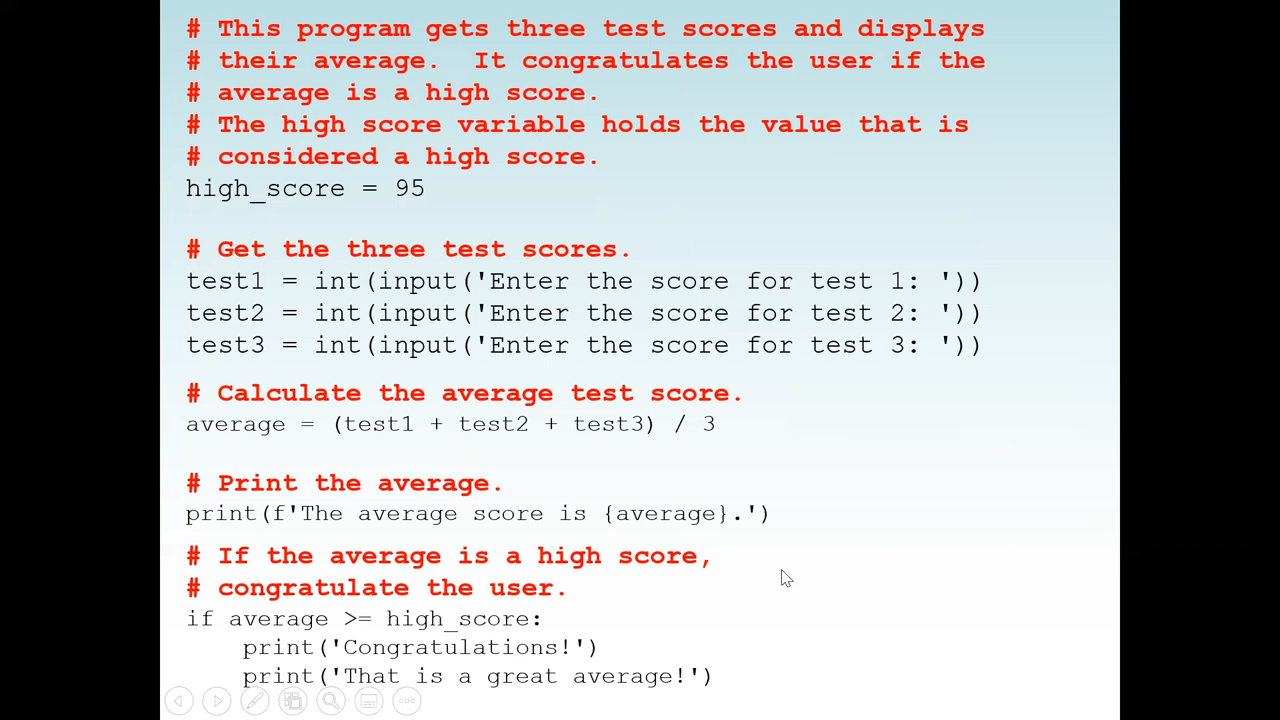 # This program gets three test scores and displays
# their average.  It congratulates the user if the
# average is a high score.
# The high score variable holds the value that is
# considered a high score.
high_score = 95
# Get the three test scores.
test1 = int(input('Enter the score for test 1: '))
test2 = int(input('Enter the score for test 2: '))
test3 = int(input('Enter the score for test 3: '))
# Calculate the average test score.
average = (test1 + test2 + test3) / 3
# Print the average.
print(f'The average score is {average}.')
# If the average is a high score,
# congratulate the user.
if average >= high_score:
    print('Congratulations!')
    print('That is a great average!')